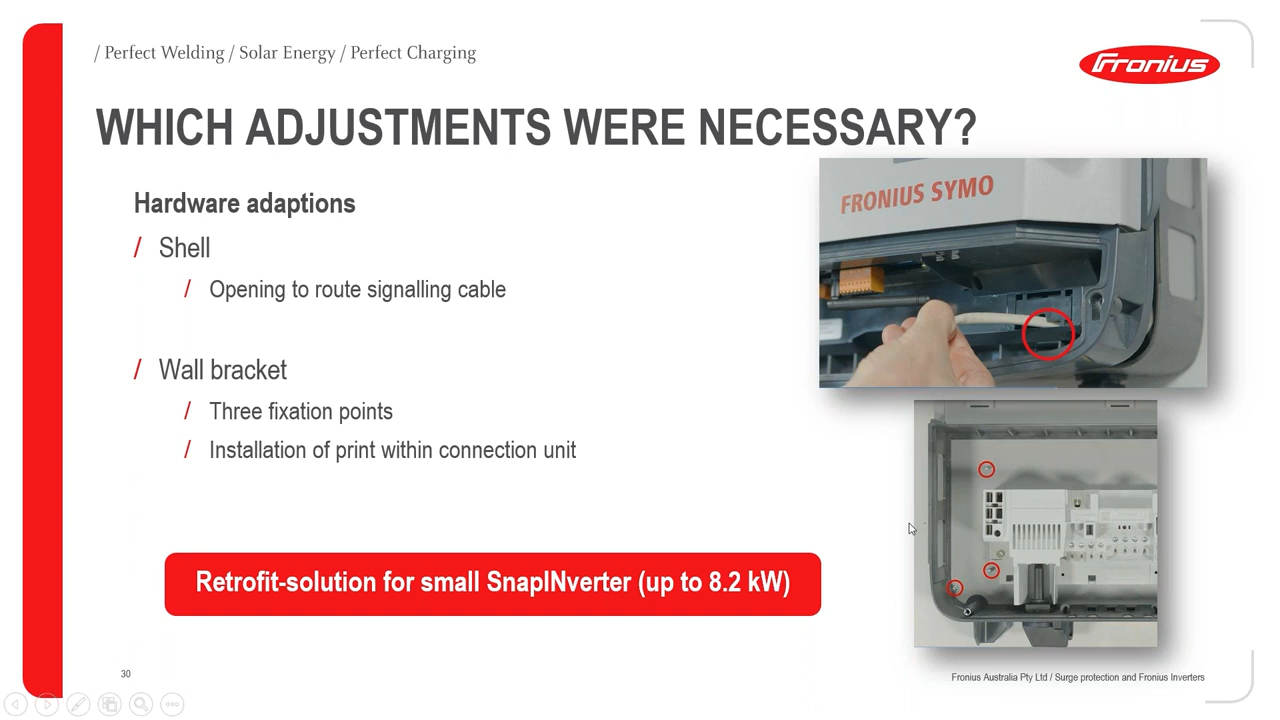 / Perfect Welding / Solar Energy / Perfect Charging
Fronius
WHICH ADJUSTMENTS WERE NECESSARY?
FRONIUS SYMO
Hardware adaptions
/ Shell
/ Opening to route signalling cable
/ Wall bracket
/ Three fixation points
/ Installation of print within connection unit
Retrofit-solution for small SnapINverter (up to 8.2 kW)
30
Fronius Australia Pty Ltd / Surge protection and Fronius Inverters